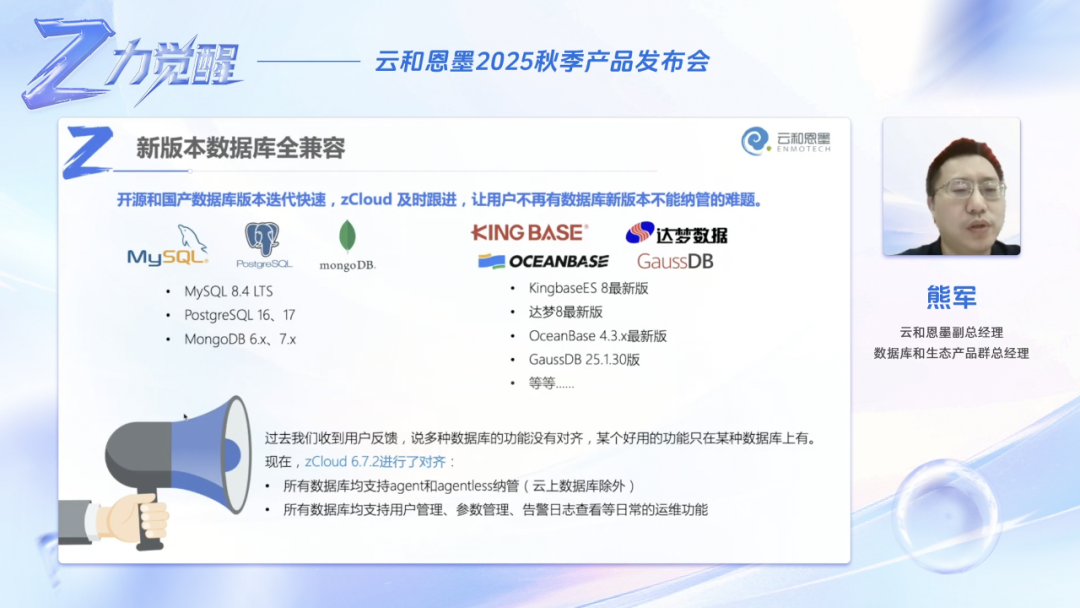 Z力觉醒
云和恩墨2025秋季产品发布会
Z 新版本数据库全兼容
云和恩墨
ENMOTECH
开源和国产数据库版本迭代快速，zCloud 及时跟进，让用户不再有数据库新版本不能纳管的难题。
MySQL PostgreSQL mongoDB.
KINGBASE 达梦数据
OCEANBASE GaussDB
• MySQL 8.4 LTS
• PostgreSQL 16、17
• MongoDB 6.x、7.x
• KingbaseES 8最新版
• 达梦8最新版
• OceanBase 4.3.x最新版
• GaussDB 25.1.30版
• 等等......
过去我们收到用户反馈，说多种数据库的功能没有对齐，某个好用的功能只在某种数据库上有。
现在，zCloud 6.7.2进行了对齐：
• 所有数据库均支持agent和agentless纳管（云上数据库除外）
• 所有数据库均支持用户管理、参数管理、告警日志查看等日常的运维功能
熊军
云和恩墨副总经理
数据库和生态产品群总经理